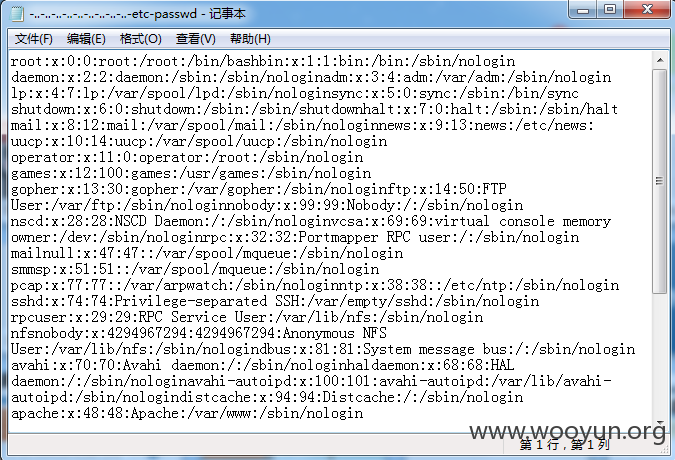 -..-..-..-..-..-..-..-..-..-etc-passwd - 记事本
文件(F) 编辑(E) 格式(O) 查看(V) 帮助(H)
root:x:0:0:root:/root:/bin/bashbin:x:1:1:bin:/bin:/sbin/nologin
daemon:x:2:2:daemon:/sbin:/sbin/nologinadm:x:3:4:adm:/var/adm:/sbin/nologin
lp:x:4:7:lp:/var/spool/lpd:/sbin/nologinsync:x:5:0:sync:/sbin:/bin/sync
shutdown:x:6:0:shutdown:/sbin:/sbin/shutdownhalt:x:7:0:halt:/sbin:/sbin/halt
mail:x:8:12:mail:/var/spool/mail:/sbin/nologinnews:x:9:13:news:/etc/news:
uucp:x:10:14:uucp:/var/spool/uucp:/sbin/nologin
operator:x:11:0:operator:/root:/sbin/nologin
games:x:12:100:games:/usr/games:/sbin/nologin
gopher:x:13:30:gopher:/var/gopher:/sbin/nologinftp:x:14:50:FTP
User:/var/ftp:/sbin/nologinnobody:x:99:99:Nobody:/:/sbin/nologin
nscd:x:28:28:NSCD Daemon:/:/sbin/nologinvcsa:x:69:69:virtual console memory
owner:/dev:/sbin/nologinrpc:x:32:32:Portmapper RPC user:/:/sbin/nologin
mailnull:x:47:47::/var/spool/mqueue:/sbin/nologin
smmsp:x:51:51::/var/spool/mqueue:/sbin/nologin
pcap:x:77:77::/var/arpwatch:/sbin/nologinntp:x:38:38::/etc/ntp:/sbin/nologin
sshd:x:74:74:Privilege-separated SSH:/var/empty/sshd:/sbin/nologin
rpcuser:x:29:29:RPC Service User:/var/lib/nfs:/sbin/nologin
nfsnobody:x:4294967294:4294967294:Anonymous NFS
User:/var/lib/nfs:/sbin/nologindbus:x:81:81:System message bus:/:/sbin/nologin
avahi:x:70:70:Avahi daemon:/:/sbin/nologinhaldaemon:x:68:68:HAL
daemon:/:/sbin/nologinavahi-autoipd:x:100:101:avahi-autoipd:/var/lib/avahi-
autoipd:/sbin/nologindistcache:x:94:94:Distcache:/:/sbin/nologin
apache:x:48:48:Apache:/var/www:/sbin/nologin
www.wooyun.org
第 1 行，第 1 列